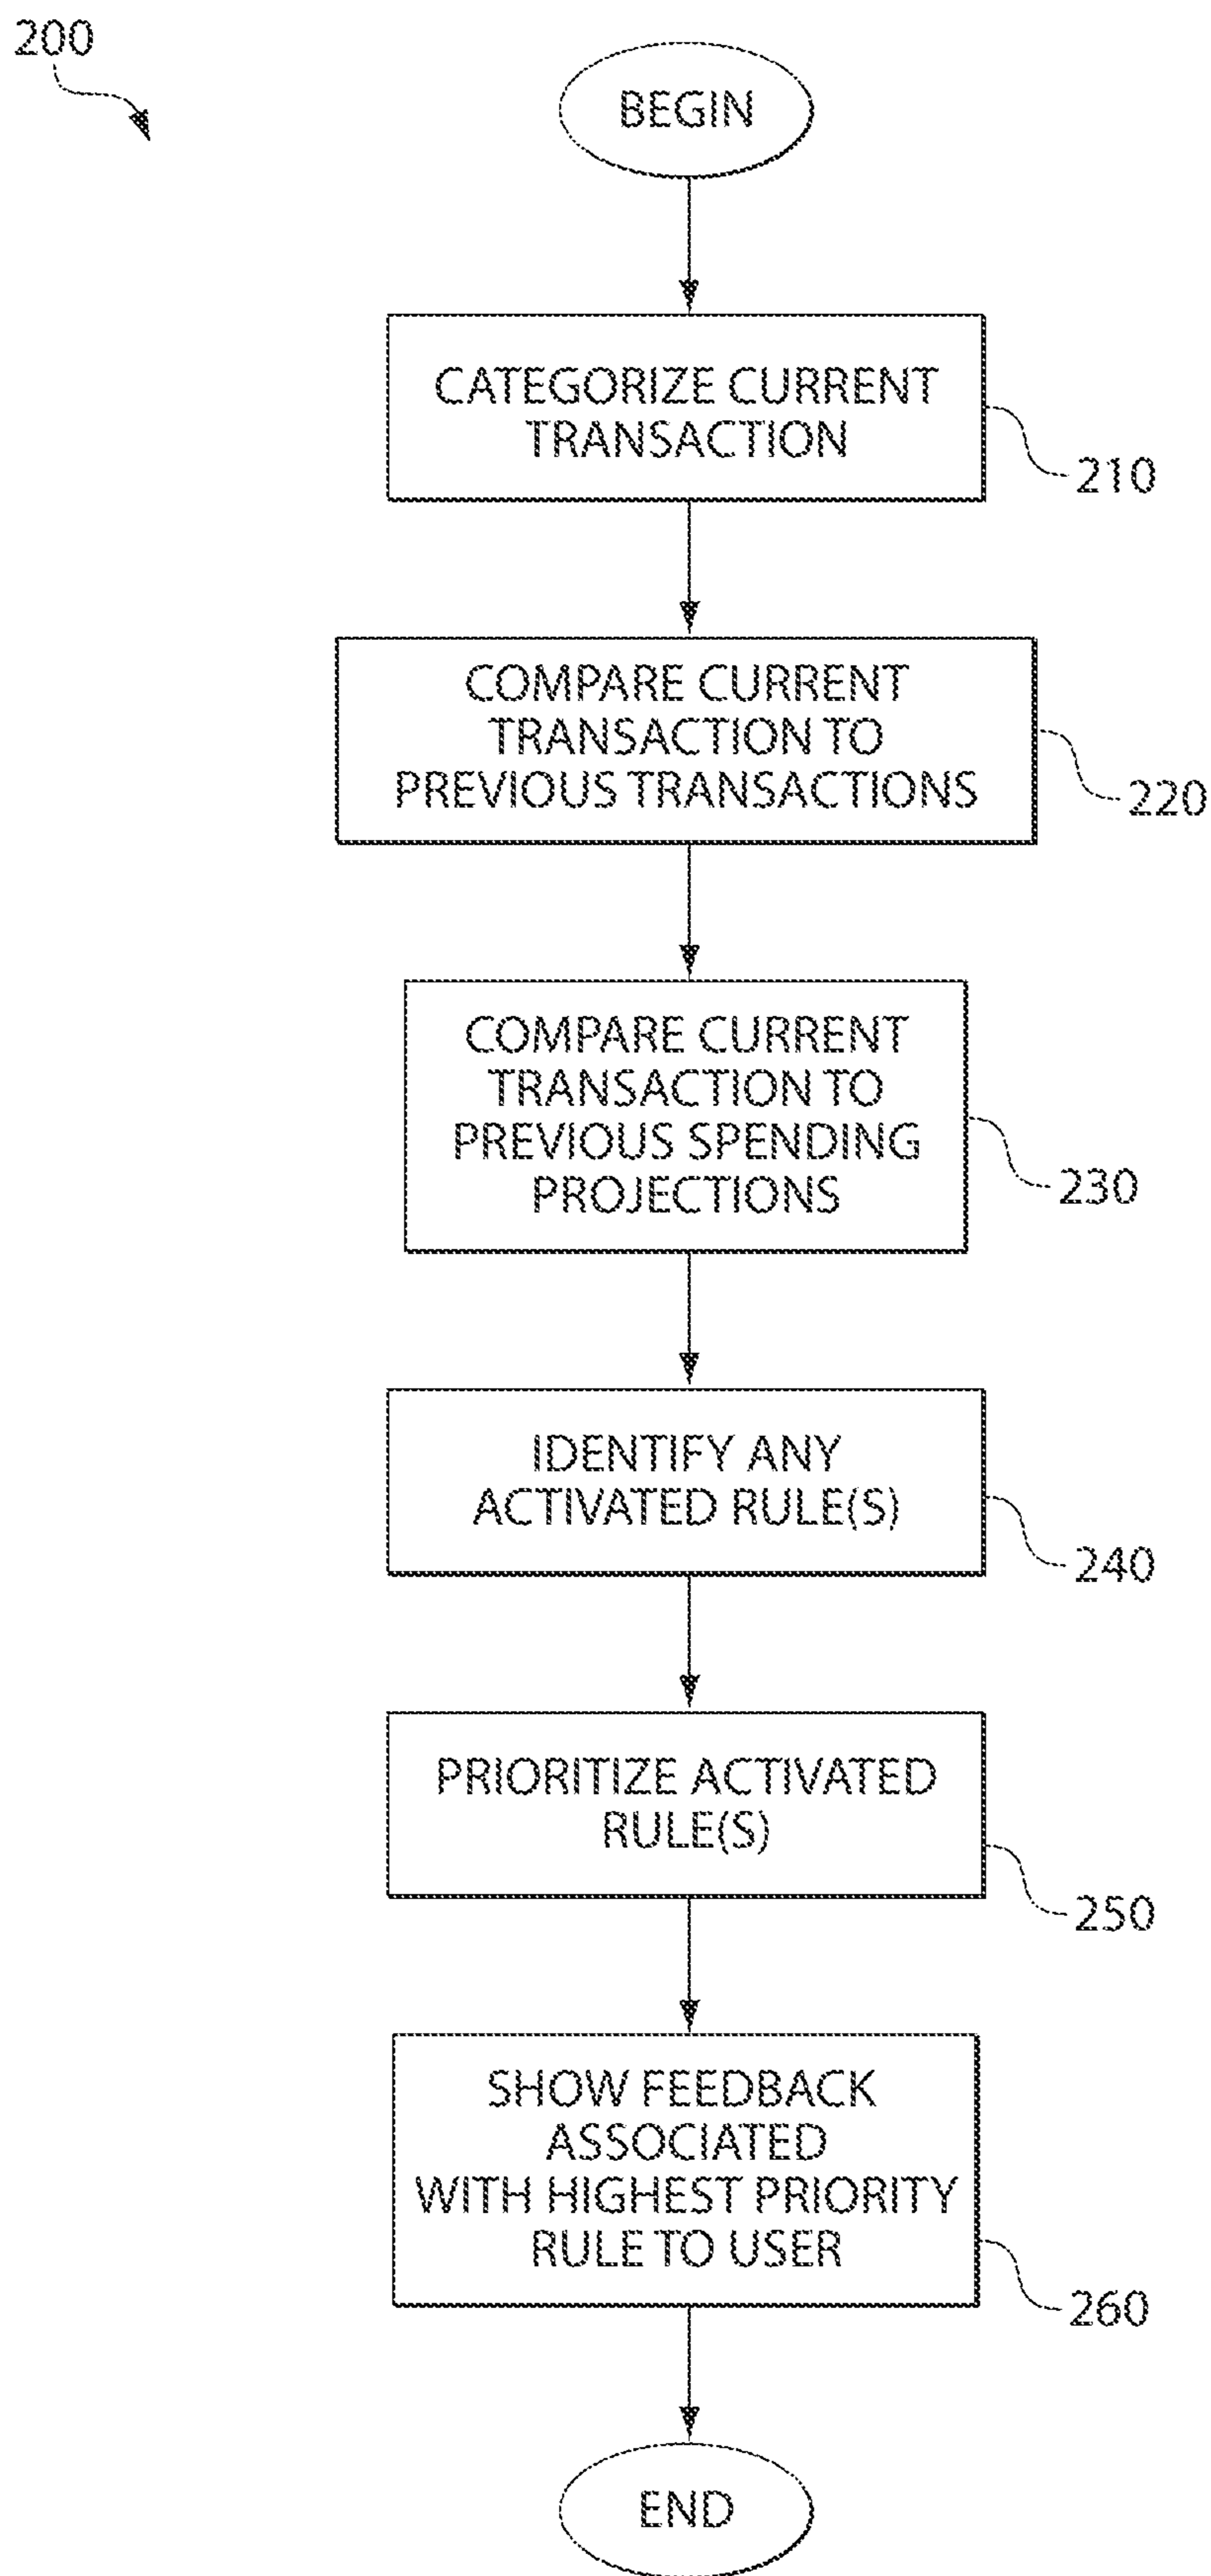 200
BEGIN
CATEGORIZE CURRENT
TRANSACTION
210
COMPARE CURRENT
TRANSACTION TO
PREVIOUS TRANSACTIONS
220
COMPARE CURRENT
TRANSACTION TO
PREVIOUS SPENDING
PROJECTIONS
230
IDENTIFY ANY
ACTIVATED RULE(S)
240
PRIORITIZE ACTIVATED
RULE(S)
250
SHOW FEEDBACK
ASSOCIATED
WITH HIGHEST PRIORITY
RULE TO USER
260
END